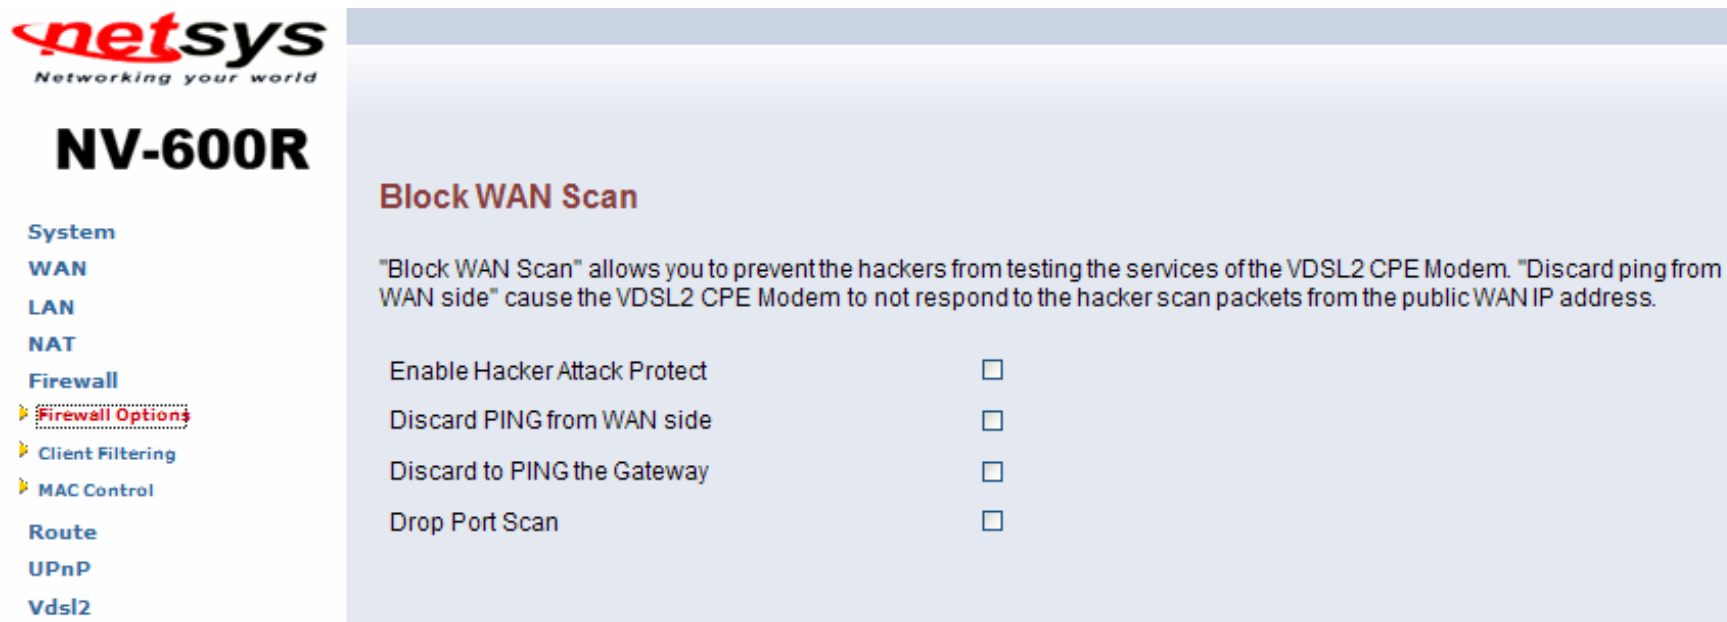 netsys
Networking your world
NV-600R
System
WAN
LAN
NAT
Firewall
Firewall Options
Client Filtering
MAC Control
Route
UPnP
Vdsl2
Block WAN Scan
"Block WAN Scan" allows you to prevent the hackers from testing the services of the VDSL2 CPE Modem. "Discard ping from
WAN side" cause the VDSL2 CPE Modem to not respond to the hacker scan packets from the public WAN IP address.
Enable Hacker Attack Protect
Discard PING from WAN side
Discard to PING the Gateway
Drop Port Scan